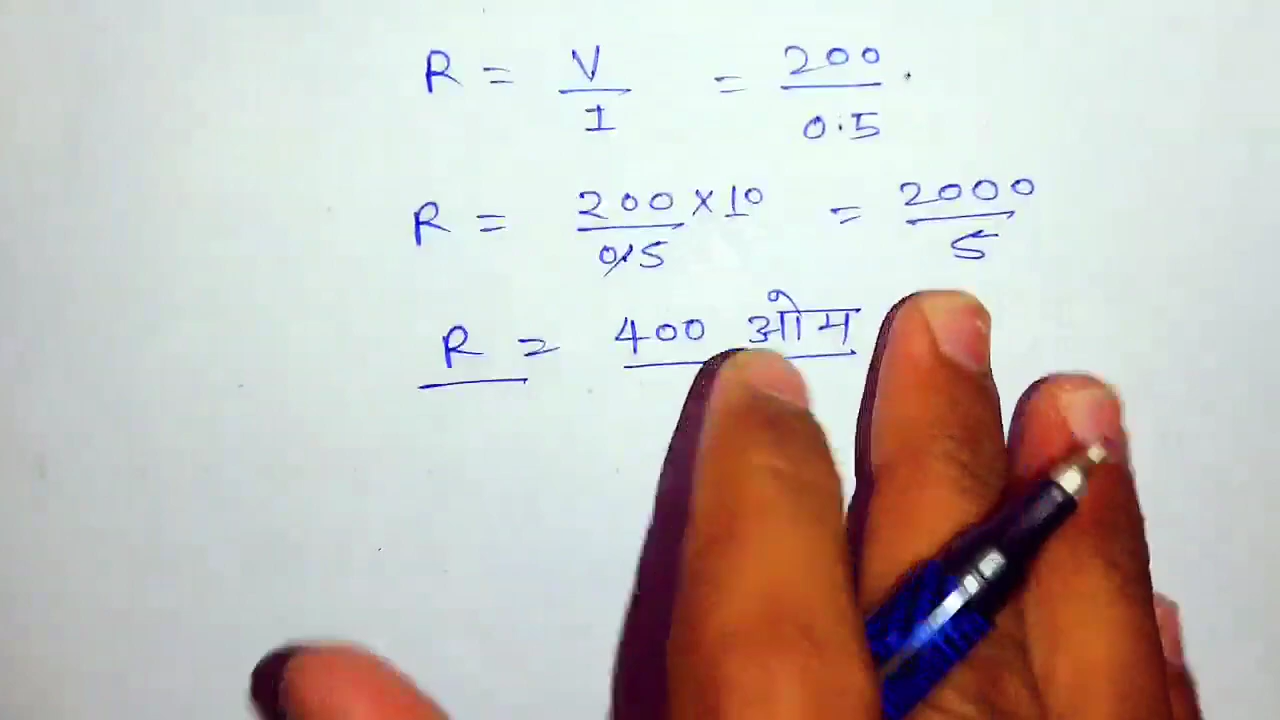 R = V/I = 200/0.5
R = 200 × 10/0.5 = 2000/5
R = 400 ओम